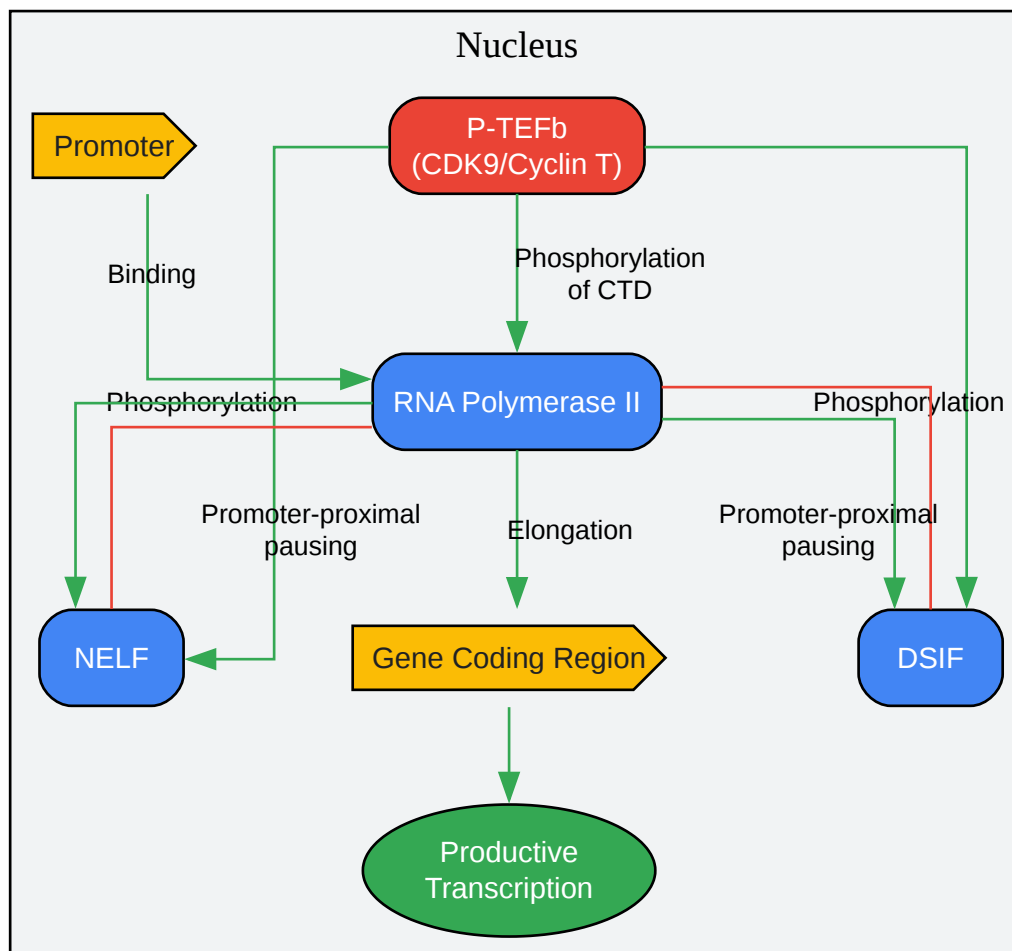 Nucleus
Promoter
P-TEFb
(CDK9/Cyclin T)
Binding
Phosphorylation
of CTD
Phosphorylation
RNA Polymerase II
Phosphorylation
Promoter-proximal
pausing
Elongation
Promoter-proximal
pausing
NELF
Gene Coding Region
DSIF
Productive
Transcription